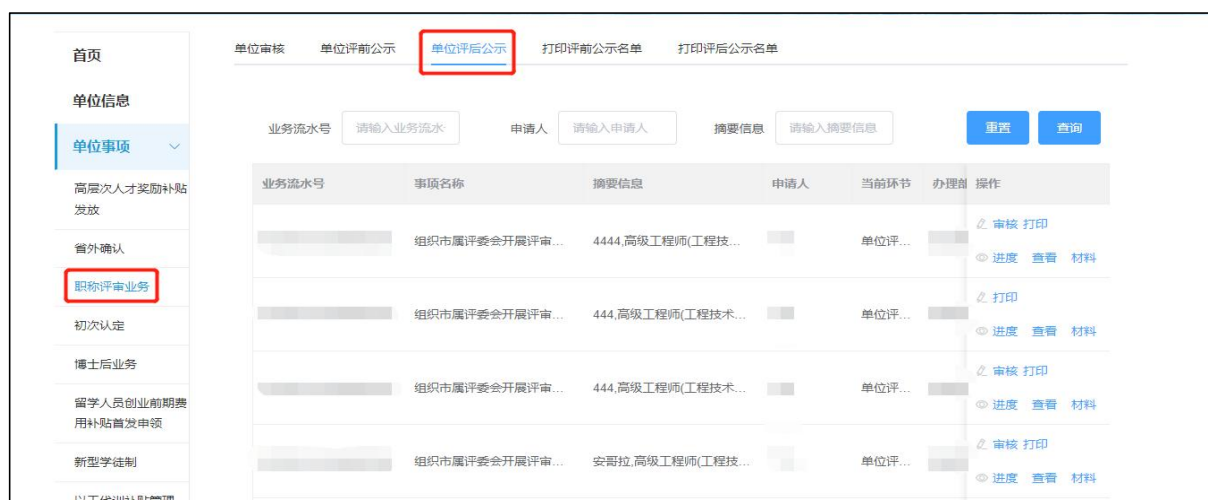 首页
单位信息
单位事项
高层次人才奖励补贴
发放
省外确认
职称评审业务
初次认定
博士后业务
留学人员创业前期费
用补贴首发申领
新型学徒制
单位审核 单位评前公示 单位评后公示 打印评前公示名单 打印评后公示名单
业务流水号 请输入业务流水 申请人 请输入申请人 摘要信息 请输入摘要信息 重置 查询
业务流水号 事项名称 摘要信息 申请人 当前环节 办理部 操作
组织市属评委会开展评审... 4444,高级工程师(工程技... 单位评... 审核 打印
进度 查看 材料
组织市属评委会开展评审... 444,高级工程师(工程技术... 单位评... 打印
进度 查看 材料
组织市属评委会开展评审... 444,高级工程师(工程技术... 单位评... 审核 打印
进度 查看 材料
组织市属评委会开展评审... 安哥拉,高级工程师(工程技... 单位评... 审核 打印
进度 查看 材料